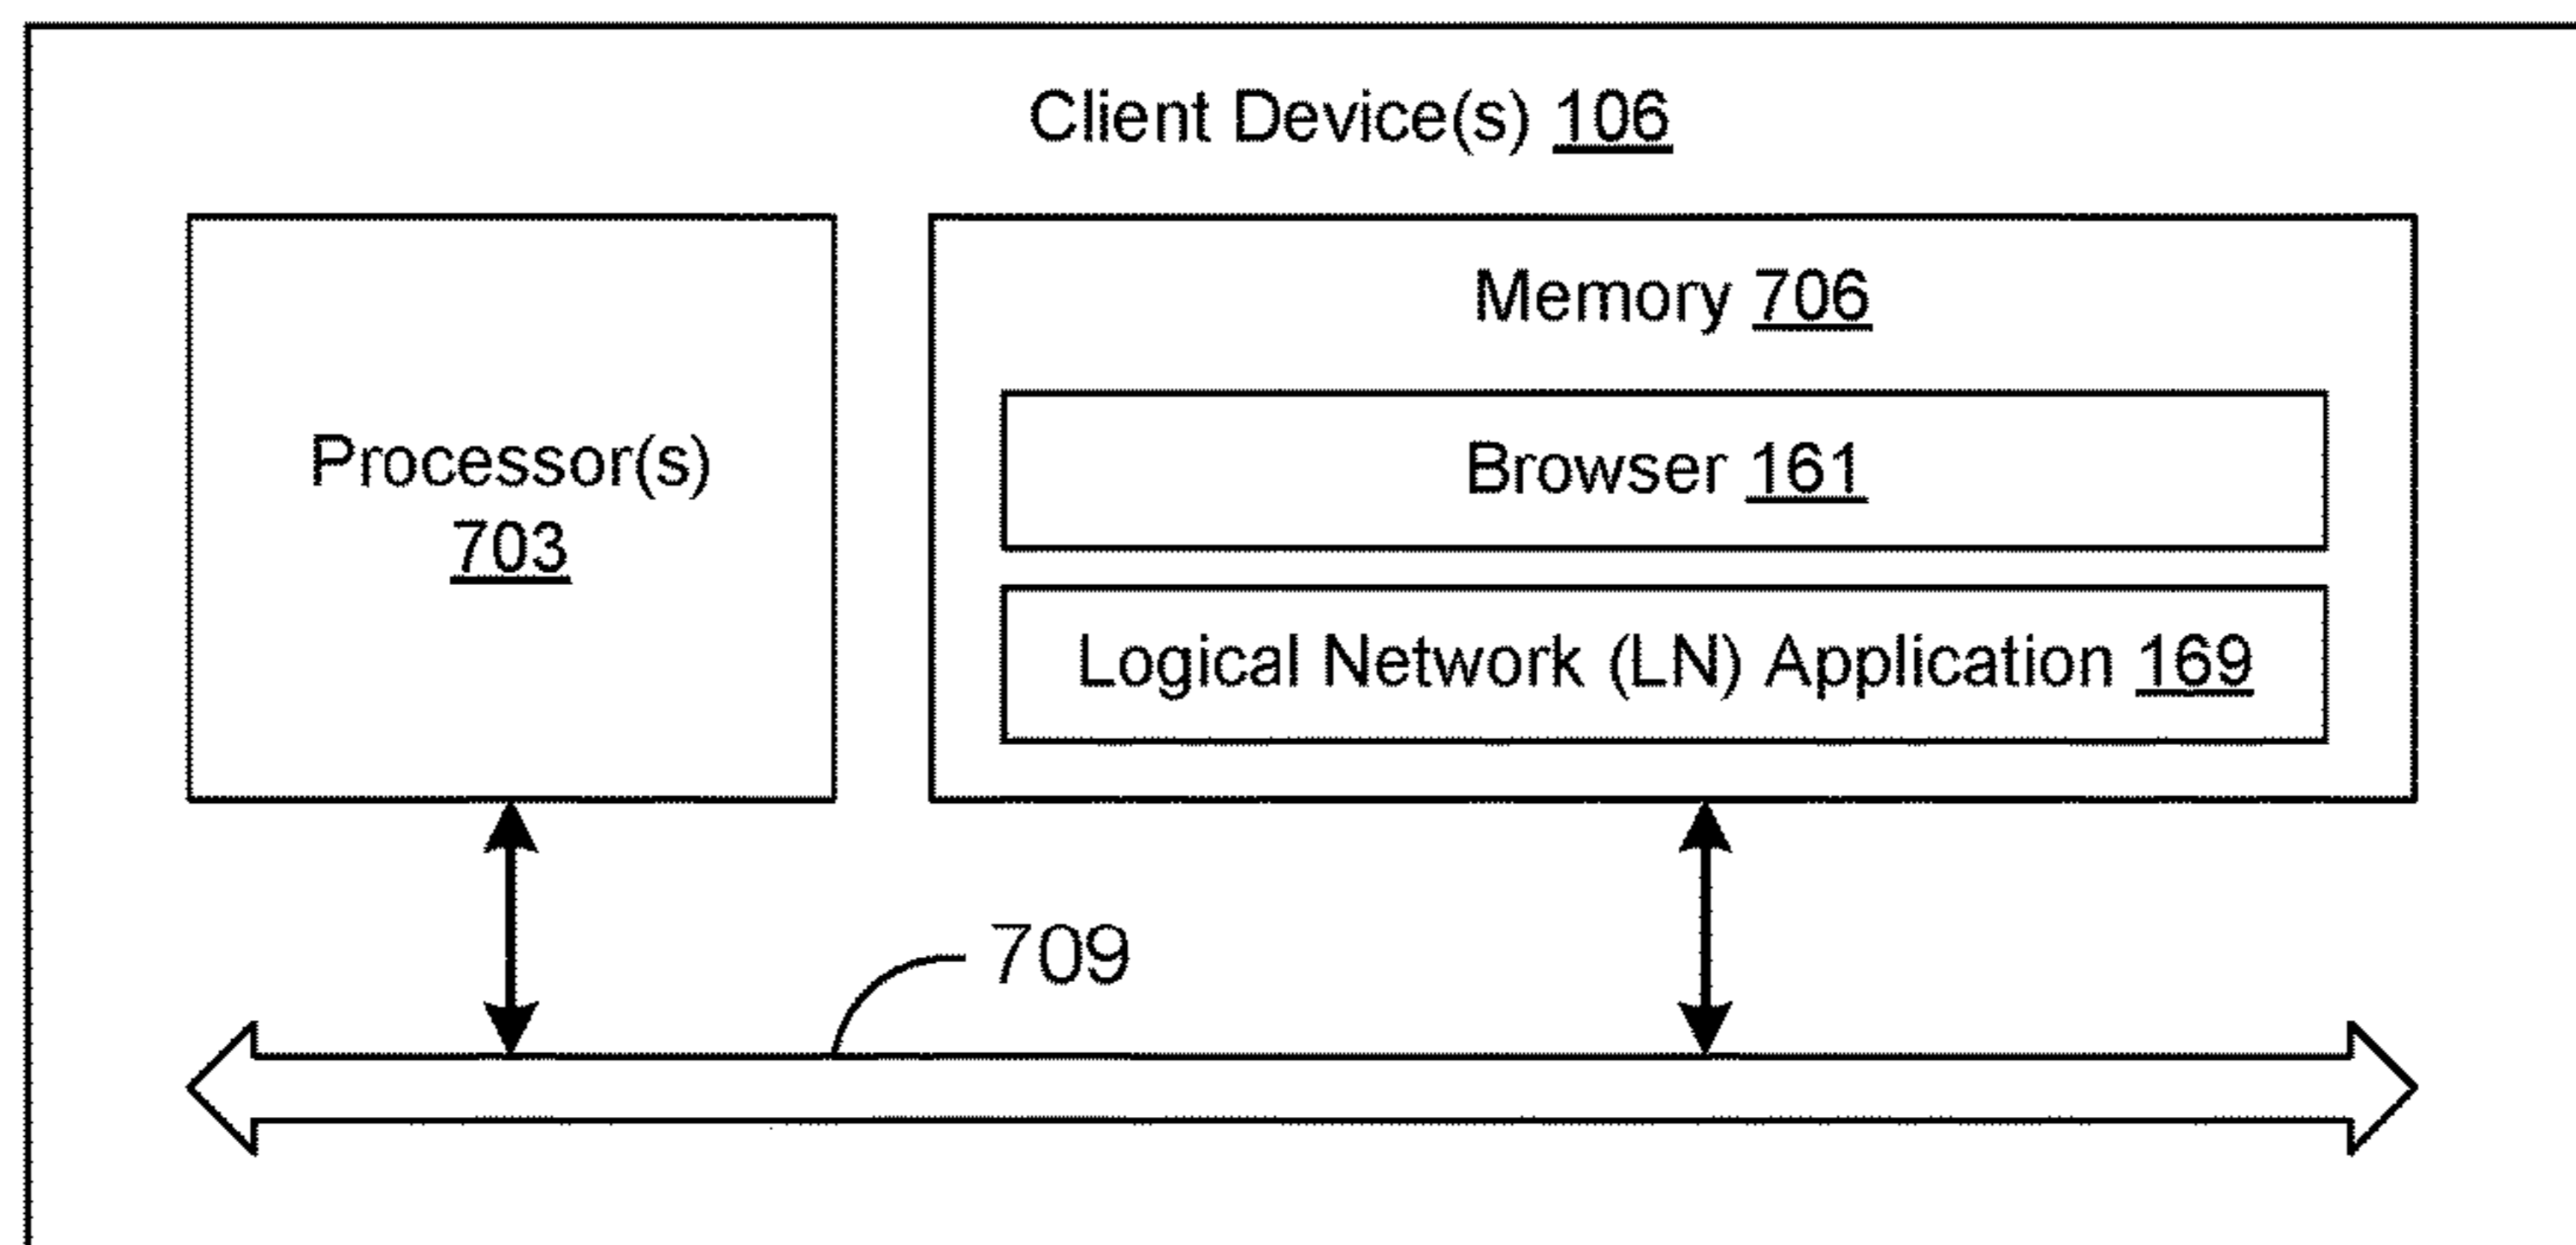 Client Device(s) 106
Processor(s)
703
Memory 706
Browser 161
Logical Network (LN) Application 169
709